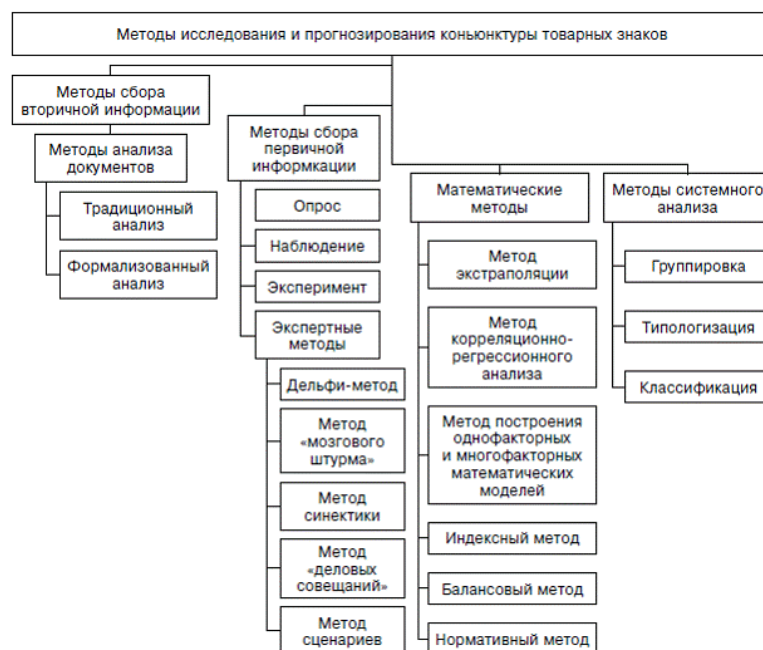 Методы исследования и прогнозирования коньюнктуры товарных знаков
Методы сбора
вторичной информации
Методы анализа
документов
Традиционный
анализ
Формализованный
анализ
Методы сбора
первичной
информкации
Опрос
Наблюдение
Эксперимент
Экспертные
методы
Дельфи-метод
Метод
«мозгового
штурма»
Метод
синектики
Метод
«деловых
совещаний»
Метод
сценариев
Математические
методы
Метод
экстраполяции
Метод
корреляционно-
регрессионного
анализа
Метод построения
однофакторных
и многофакторных
математических
моделей
Индексный метод
Балансовый метод
Нормативный метод
Методы системного
анализа
Группировка
Типологизация
Классификация